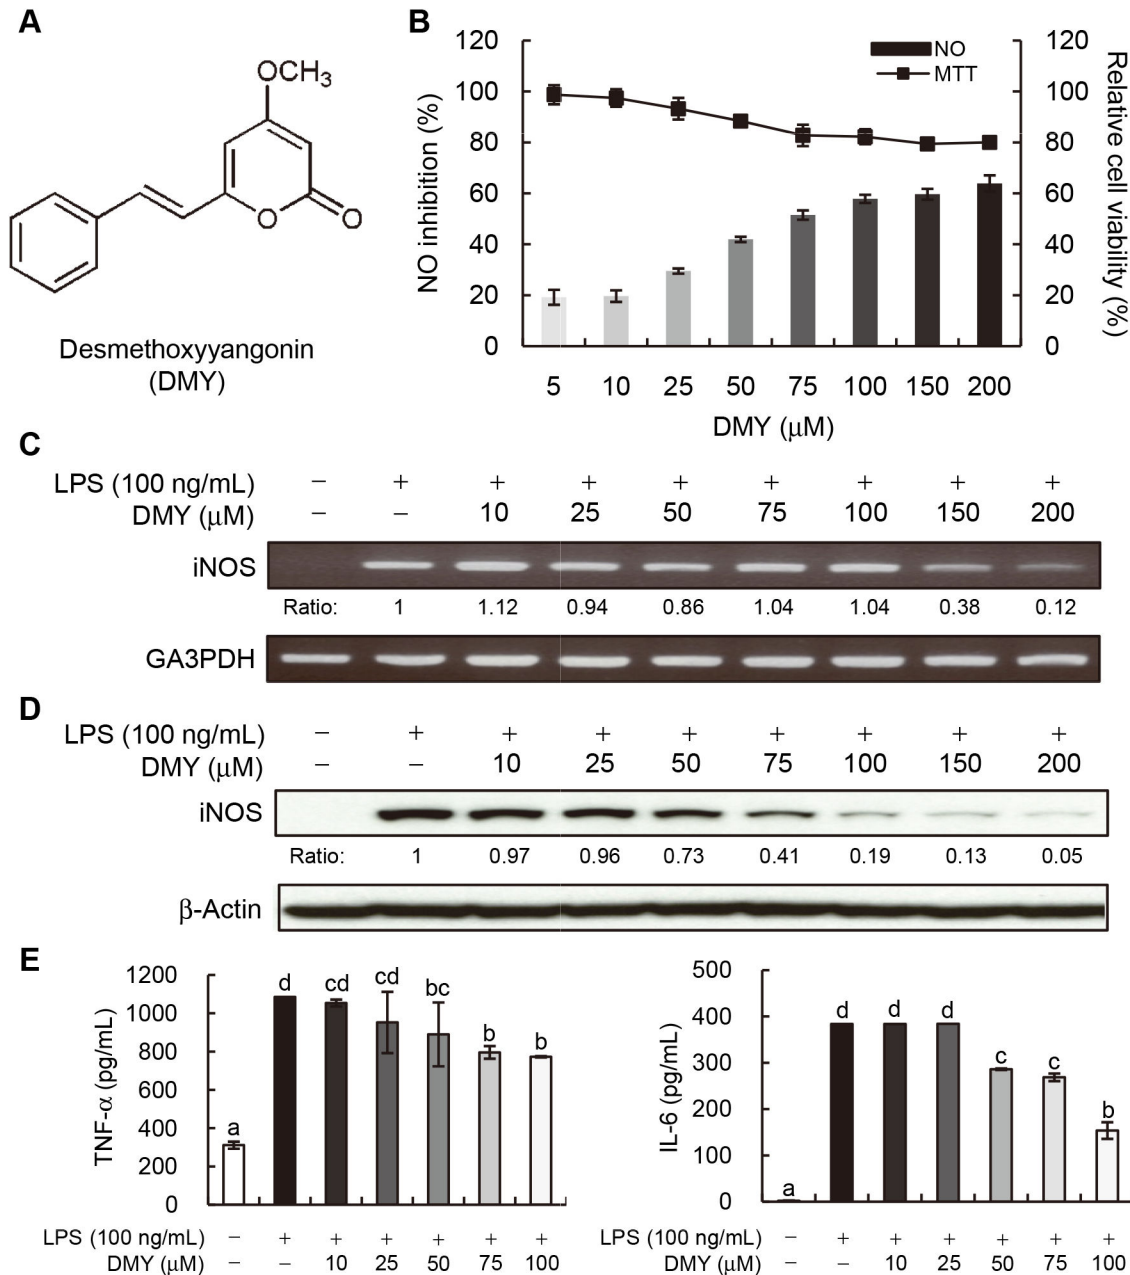 A
OCH3
O
O
Desmethoxyyangonin
(DMY)
B
NO inhibition (%)
120
100
80
60
40
20
0
NO
MTT
120
100
80
60
40
20
0
Relative cell viability (%)
5 10 25 50 75 100 150 200
DMY (μM)
C
LPS (100 ng/mL) − + + + + + + + +
DMY (μM) − − 10 25 50 75 100 150 200
iNOS
Ratio: 1 1.12 0.94 0.86 1.04 1.04 0.38 0.12
GA3PDH
D
LPS (100 ng/mL) − + + + + + + + +
DMY (μM) − − 10 25 50 75 100 150 200
iNOS
Ratio: 1 0.97 0.96 0.73 0.41 0.19 0.13 0.05
β-Actin
E
TNF-α (pg/mL)
1200
1000
800
600
400
200
0
a d cd cd bc b b
LPS (100 ng/mL) − + + + + + +
DMY (μM) − − 10 25 50 75 100
IL-6 (pg/mL)
500
400
300
200
100
0
a d d d c c b
LPS (100 ng/mL) − + + + + + +
DMY (μM) − − 10 25 50 75 100